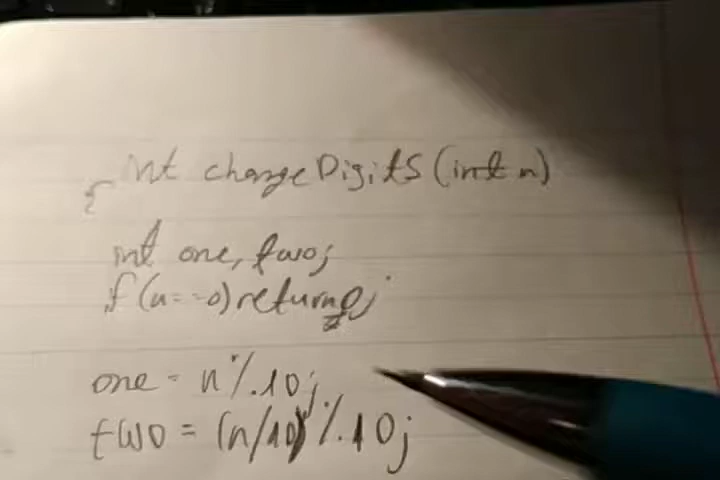 int changeDigits(int n)
{
int one, two;
if(n==0)return 0;
one = n%10;
two = (n/10)%10;